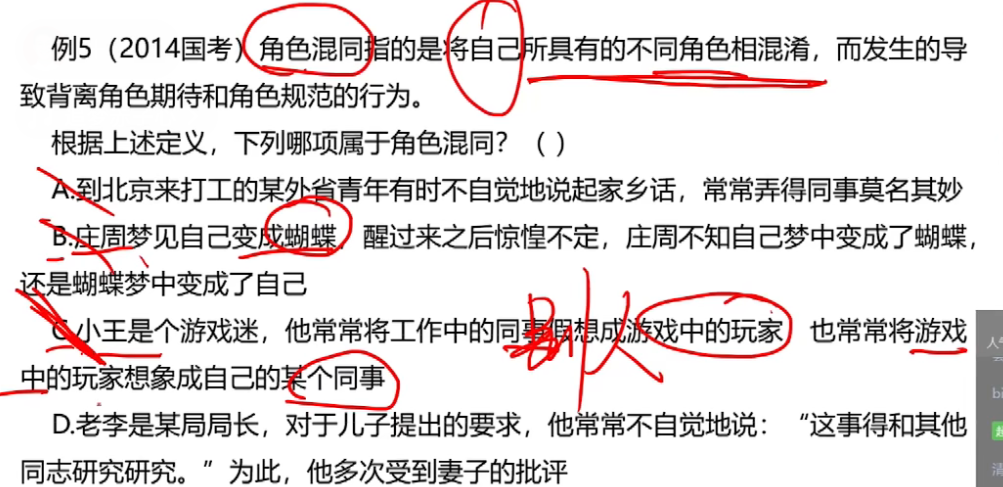 例5（2014国考）角色混同指的是将自己所具有的不同角色相混淆，而发生的导
致背离角色期待和角色规范的行为。
根据上述定义，下列哪项属于角色混同？（ ）
A.到北京来打工的某外省青年有时不自觉地说起家乡话，常常弄得同事莫名其妙
B.庄周梦见自己变成蝴蝶，醒过来之后惊惶不定，庄周不知自己梦中变成了蝴蝶，
还是蝴蝶梦中变成了自己
C.小王是个游戏迷，他常常将工作中的同事假想成游戏中的玩家 也常常将游戏
中的玩家想象成自己的某个同事
别人
D.老李是某局局长，对于儿子提出的要求，他常常不自觉地说：“这事得和其他
同志研究研究。”为此，他多次受到妻子的批评